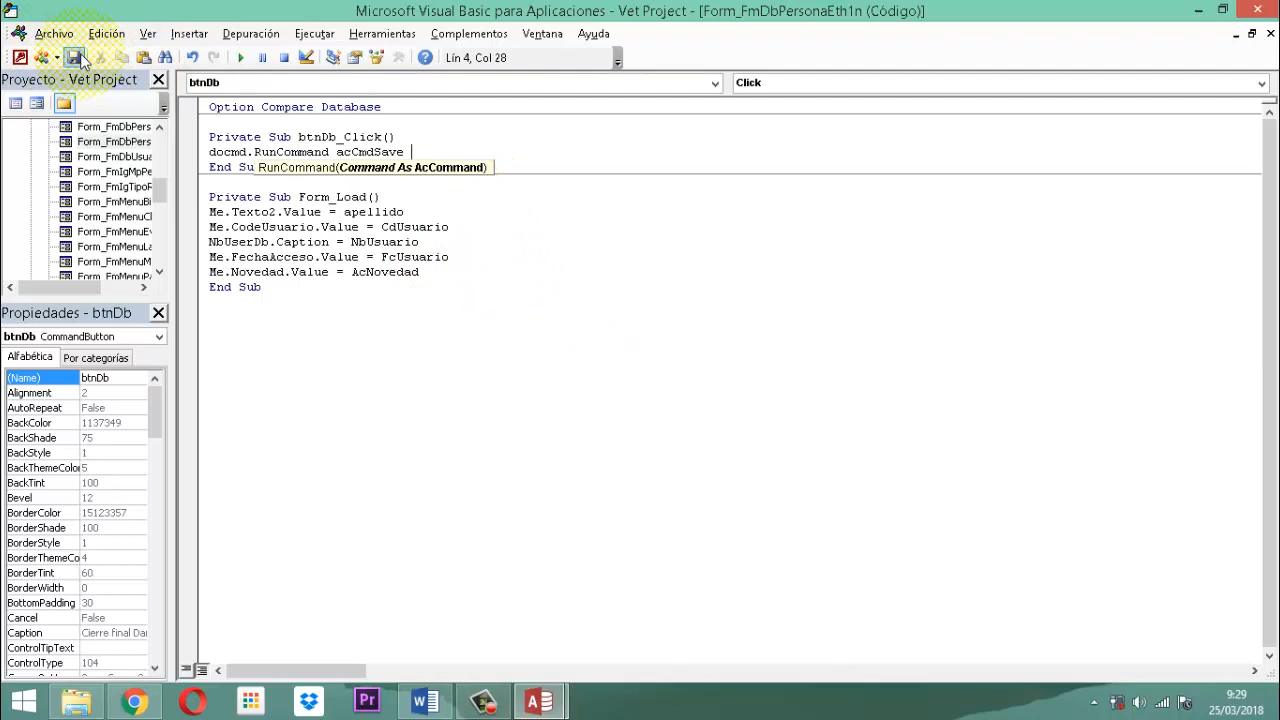 Microsoft Visual Basic para Aplicaciones - Vet Project - [Form_FmDbPersonaEth1n (Código)]
Archivo Edición Ver Insertar Depuración Ejecutar Herramientas Complementos Ventana Ayuda
Lín 4, Col 28
Proyecto - Vet Project
btnDb
Click
Form_FmDbPers
Form_FmDbPers
Form_FmDbUsua
Form_FmIgMpPe
Form_FmIgTipoR
Form_FmMenuBi
Form_FmMenuCl
Form_FmMenuEv
Form_FmMenuLa
Form_FmMenuM
Form_FmMenuPa
Option Compare Database
Private Sub btnDb_Click()
docmd.RunCommand acCmdSave
End Su
RunCommand(Command As AcCommand)
Private Sub Form_Load()
Me.Texto2.Value = apellido
Me.CodeUsuario.Value = CdUsuario
NbUserDb.Caption = NbUsuario
Me.FechaAcceso.Value = FcUsuario
Me.Novedad.Value = AcNovedad
End Sub
Propiedades - btnDb
btnDb CommandButton
Alfabética Por categorías
(Name) btnDb
Alignment 2
AutoRepeat False
BackColor 1137349
BackShade 75
BackStyle 1
BackThemeColo 5
BackTint 100
Bevel 12
BorderColor 15123357
BorderShade 100
BorderStyle 1
BorderThemeCo 4
BorderTint 60
BorderWidth 0
BottomPadding 30
Cancel False
Caption Cierre final Dar
ControlTipText
ControlType 104
Pr
9:29
25/03/2018